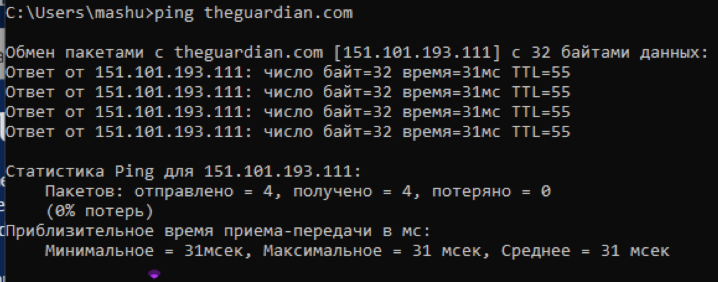 C:\Users\mashu>ping theguardian.com
Обмен пакетами с theguardian.com [151.101.193.111] с 32 байтами данных:
Ответ от 151.101.193.111: число байт=32 время=31мс TTL=55
Ответ от 151.101.193.111: число байт=32 время=31мс TTL=55
Ответ от 151.101.193.111: число байт=32 время=31мс TTL=55
Ответ от 151.101.193.111: число байт=32 время=31мс TTL=55
Статистика Ping для 151.101.193.111:
Пакетов: отправлено = 4, получено = 4, потеряно = 0
(0% потерь)
Приблизительное время приема-передачи в мс:
Минимальное = 31мсек, Максимальное = 31 мсек, Среднее = 31 мсек